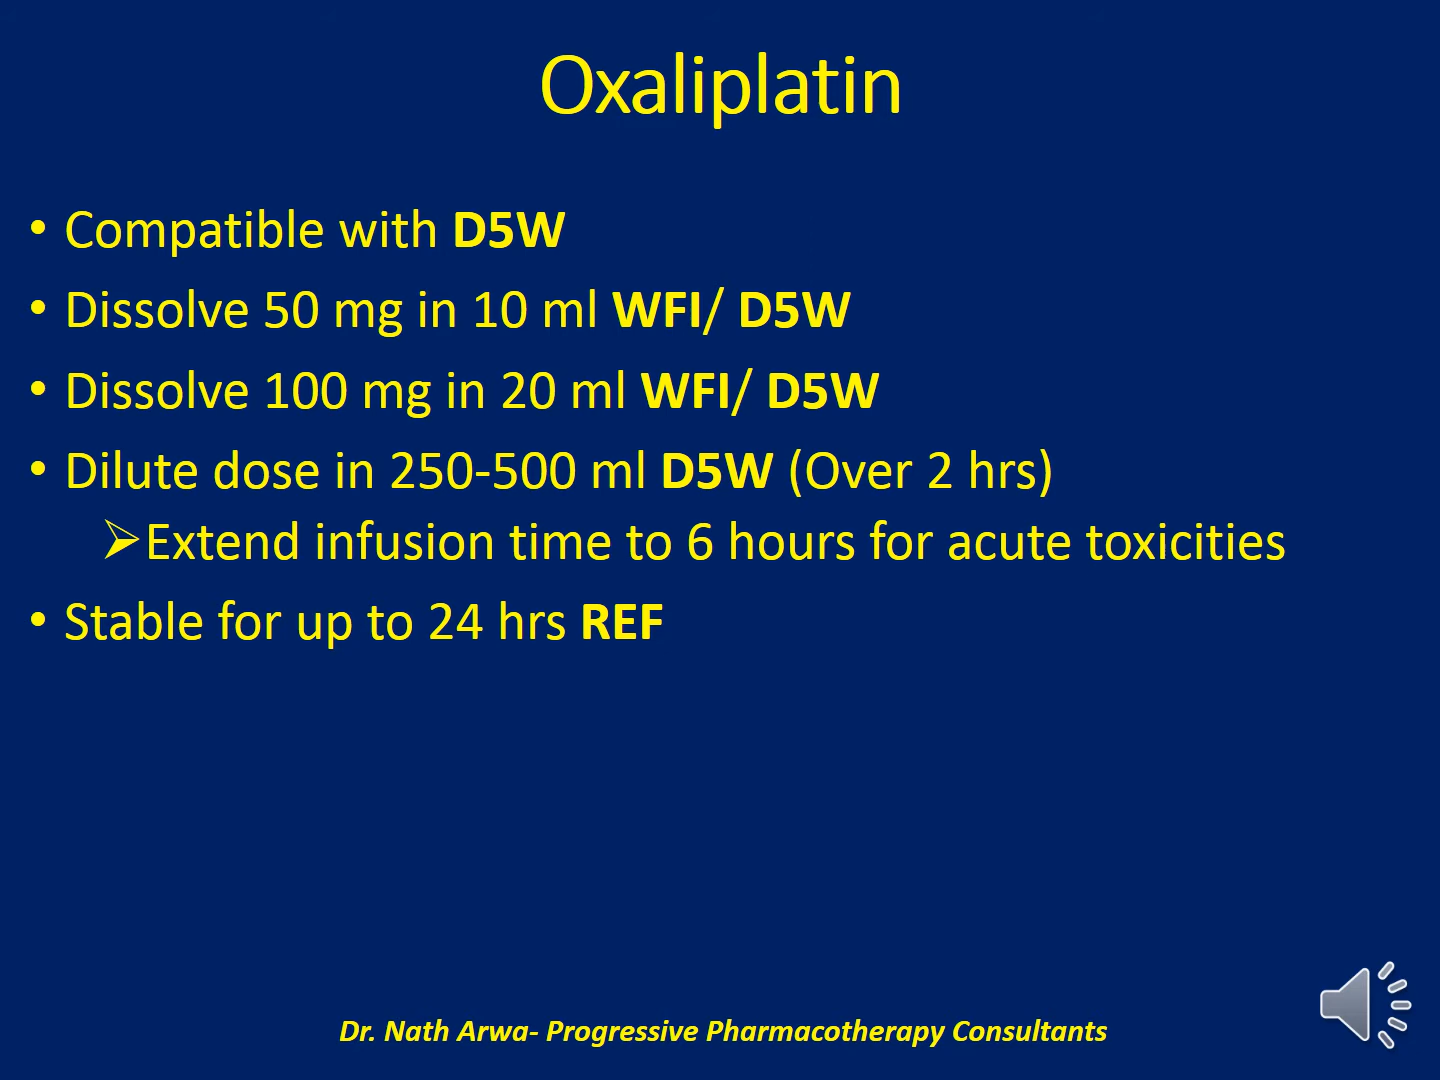 Oxaliplatin
• Compatible with D5W
• Dissolve 50 mg in 10 ml WFI/ D5W
• Dissolve 100 mg in 20 ml WFI/ D5W
• Dilute dose in 250-500 ml D5W (Over 2 hrs)
➢Extend infusion time to 6 hours for acute toxicities
• Stable for up to 24 hrs REF
Dr. Nath Arwa- Progressive Pharmacotherapy Consultants